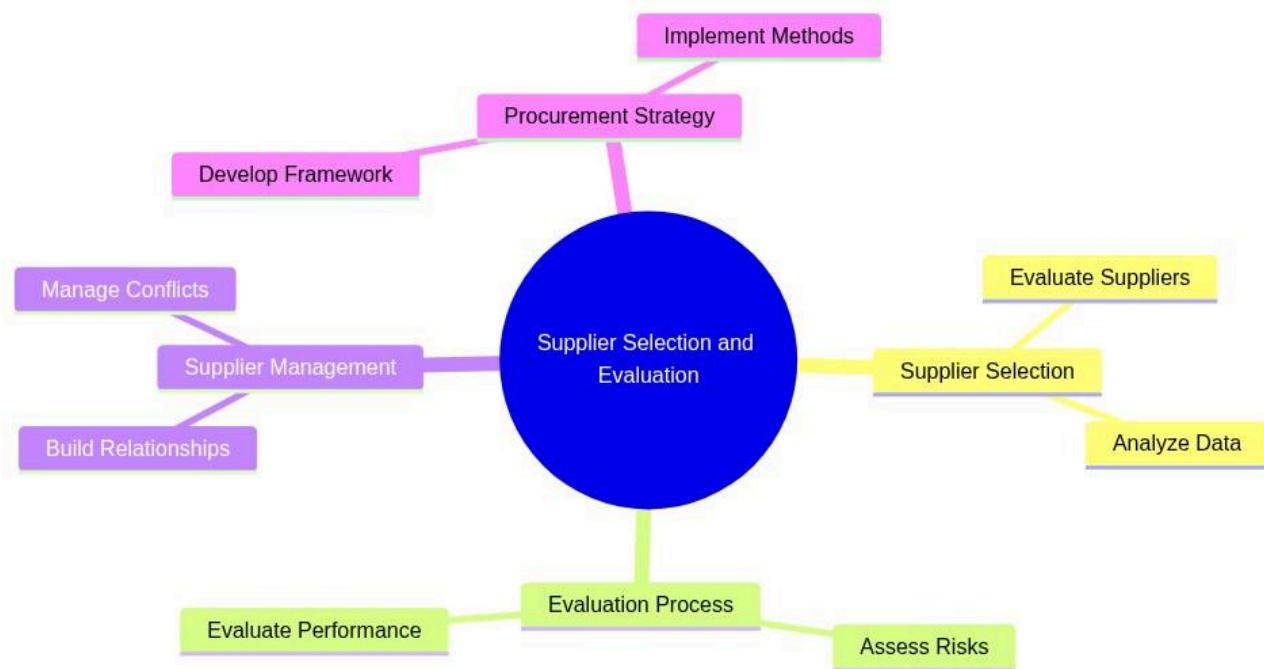 Implement Methods
Procurement Strategy
Develop Framework
Manage Conflicts
Supplier Management
Build Relationships
Supplier Selection and
Evaluation
Evaluate Suppliers
Supplier Selection
Analyze Data
Evaluation Process
Evaluate Performance
Assess Risks